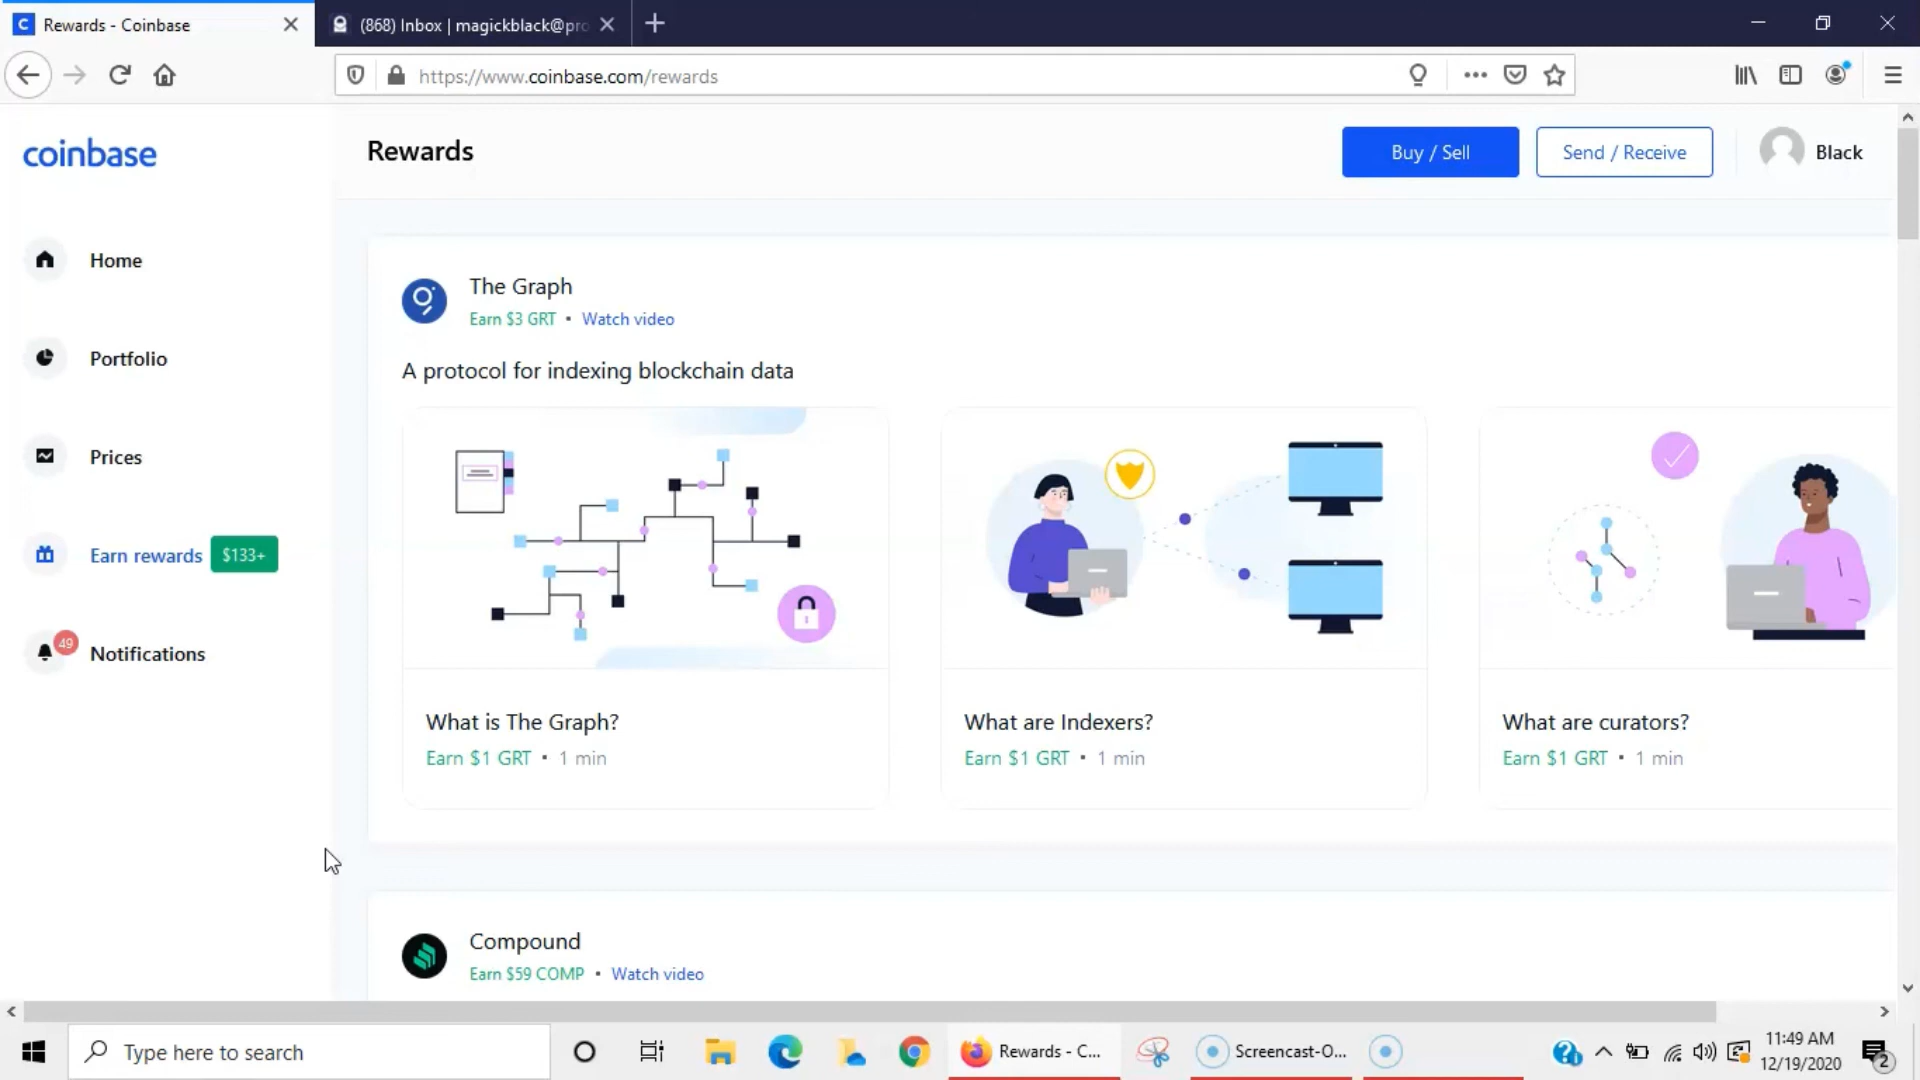 Rewards - Coinbase
(868) Inbox | magickblack@pro
https://www.coinbase.com/rewards
coinbase
Rewards
Buy / Sell
Send / Receive
Black
Home
Portfolio
Prices
Earn rewards $133+
49
Notifications
The Graph
Earn $3 GRT • Watch video
A protocol for indexing blockchain data
What is The Graph?
Earn $1 GRT • 1 min
What are Indexers?
Earn $1 GRT • 1 min
What are curators?
Earn $1 GRT • 1 min
Compound
Earn $59 COMP • Watch video
Type here to search
Rewards - C...
Screencast-O...
11:49 AM
12/19/2020
2